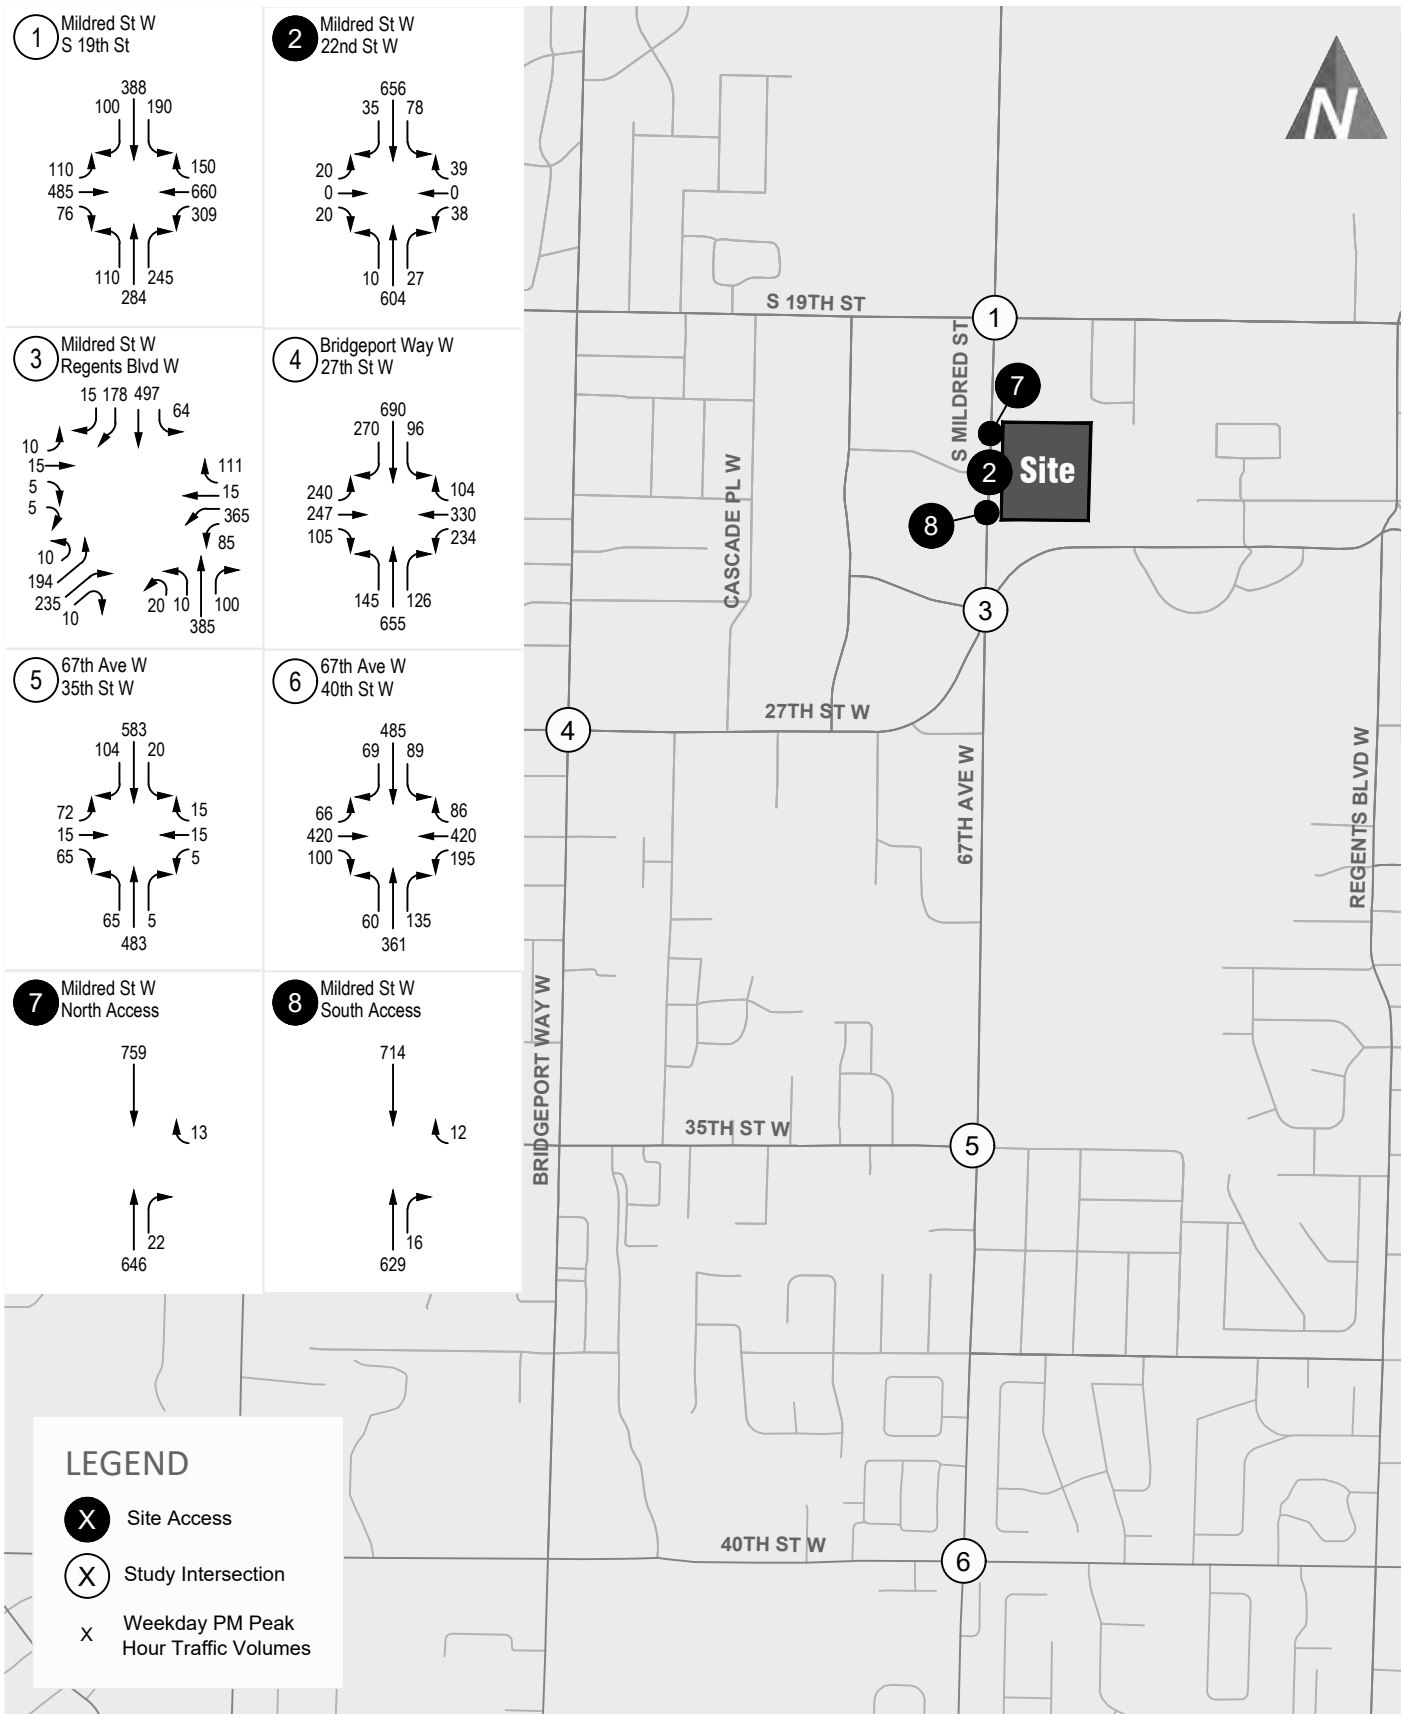 1
Mildred St W
S 19th St
388
100
190
110
485
76
150
660
309
110
245
284
2
Mildred St W
22nd St W
656
35
78
20
0
20
39
0
38
10
27
604
3
Mildred St W
Regents Blvd W
15
178
497
64
10
15
5
5
111
15
365
85
10
194
235
10
20
10
100
385
4
Bridgeport Way W
27th St W
690
270
96
240
247
105
104
330
234
145
126
655
5
67th Ave W
35th St W
583
104
20
72
15
65
15
15
5
65
5
483
6
67th Ave W
40th St W
485
69
89
66
420
100
86
420
195
60
135
361
7
Mildred St W
North Access
759
13
22
646
8
Mildred St W
South Access
714
12
16
629
N
S 19TH ST
1
S MILDRED ST
7
2
Site
8
CASCADE PL W
3
27TH ST W
4
67TH AVE W
REGENTS BLVD W
BRIDGEPORT WAY W
35TH ST W
5
40TH ST W
6
LEGEND
X
Site Access
X
Study Intersection
X
Weekday PM Peak
Hour Traffic Volumes